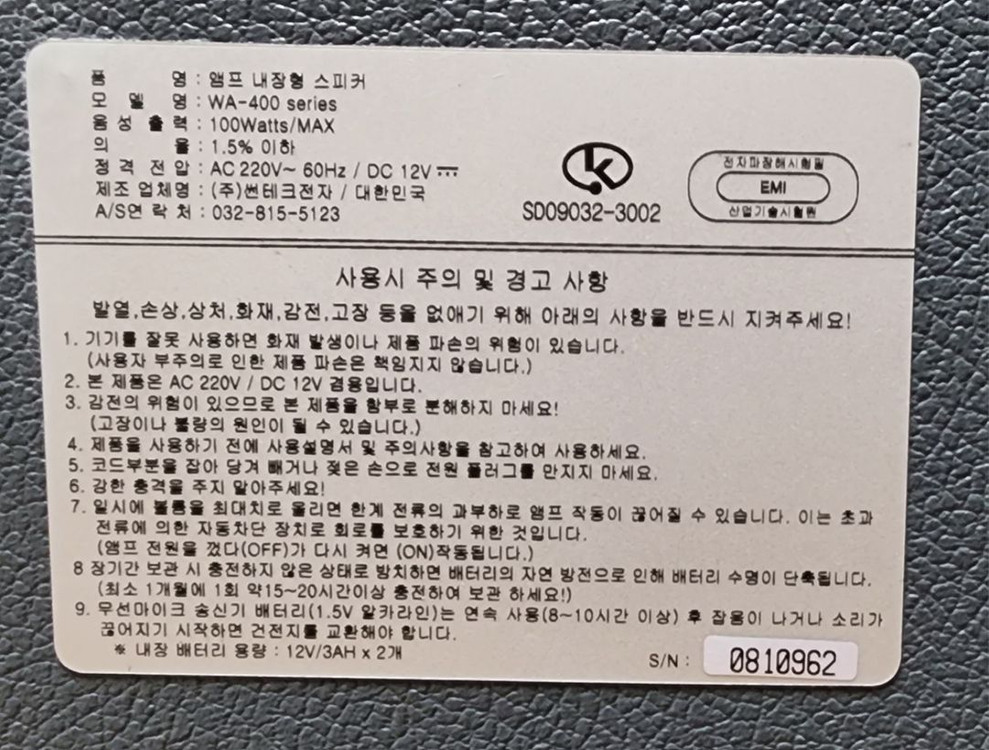 품 명 : 앰프 내장형 스피커
모 델 명 : WA-400 series
음 성 출 력 : 100Watts/MAX
의 율 : 1.5% 이하
정 격 전 압 : AC 220V~ 60Hz / DC 12V
제조 업체명 : (주)썬테크전자 / 대한민국
A/S연 락 처 : 032-815-5123
k
SD09032-3002
전자파장해시험필
EMI
산업기술시험원
사용시 주의 및 경고 사항
발열,손상,상처,화재,감전,고장 등을 없애기 위해 아래의 사항을 반드시 지켜주세요!
1. 기기를 잘못 사용하면 화재 발생이나 제품 파손의 위험이 있습니다.
(사용자 부주의로 인한 제품 파손은 책임지지 않습니다.)
2. 본 제품은 AC 220V / DC 12V 겸용입니다.
3. 감전의 위험이 있으므로 본 제품을 함부로 분해하지 마세요!
(고장이나 불량의 원인이 될 수 있습니다.)
4. 제품을 사용하기 전에 사용설명서 및 주의사항을 참고하여 사용하세요.
5. 코드부분을 잡아 당겨 빼거나 젖은 손으로 전원 플러그를 만지지 마세요.
6. 강한 충격을 주지 말아주세요!
7. 일시에 볼륨을 최대치로 올리면 한계 전류의 과부하로 앰프 작동이 끊어질 수 있습니다. 이는 초과
전류에 의한 자동차단 장치로 회로를 보호하기 위한 것입니다.
(앰프 전원을 껐다(OFF)가 다시 켜면 (ON)작동됩니다.)
8 장기간 보관 시 충전하지 않은 상태로 방치하면 배터리의 자연 방전으로 인해 배터리 수명이 단축됩니다.
(최소 1개월에 1회 약15~20시간이상 충전하여 보관 하세요!)
9. 무선마이크 송신기 배터리(1.5V 알카라인)는 연속 사용(8~10시간 이상) 후 잡음이 나거나 소리가
끊어지기 시작하면 건전지를 교환해야 합니다.
※ 내장 배터리 용량 : 12V/3AH x 2개
S/N : 0810962